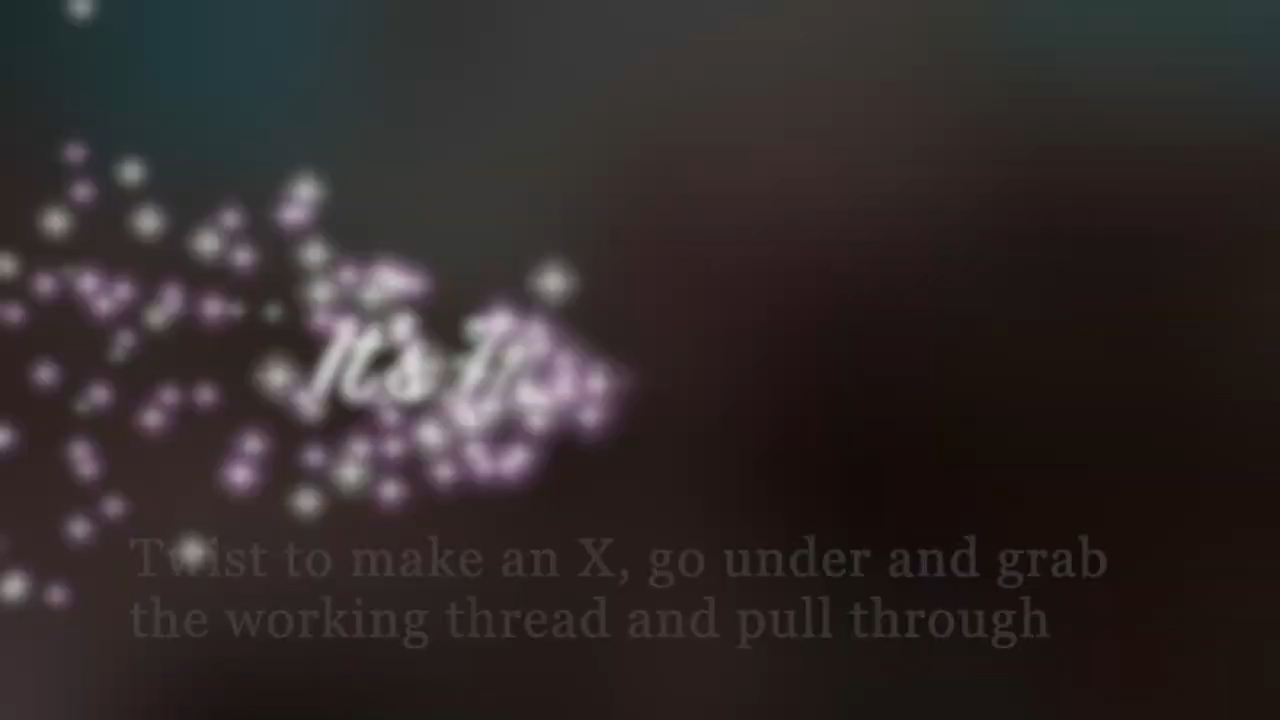 It's
Twist to make an X, go under and grab
the working thread and pull through